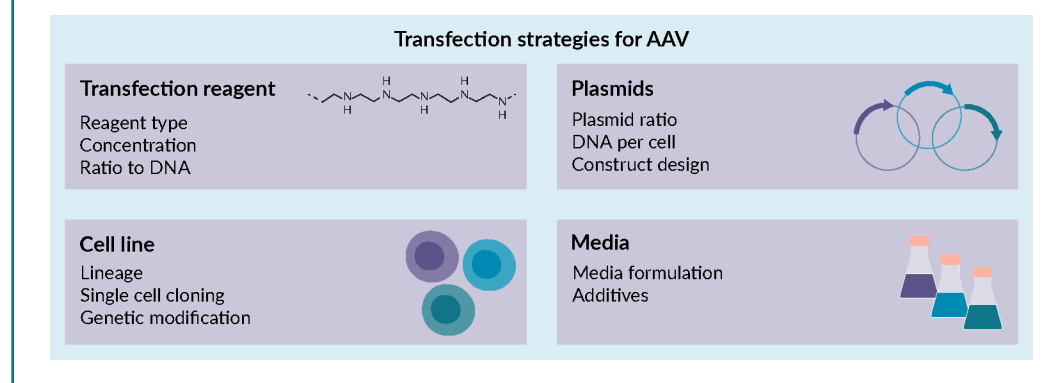 Transfection strategies for AAV
Transfection reagent
Reagent type
Concentration
Ratio to DNA
H
H
N
N
N
N
N
H
H
H
Plasmids
Plasmid ratio
DNA per cell
Construct design
Cell line
Lineage
Single cell cloning
Genetic modification
Media
Media formulation
Additives